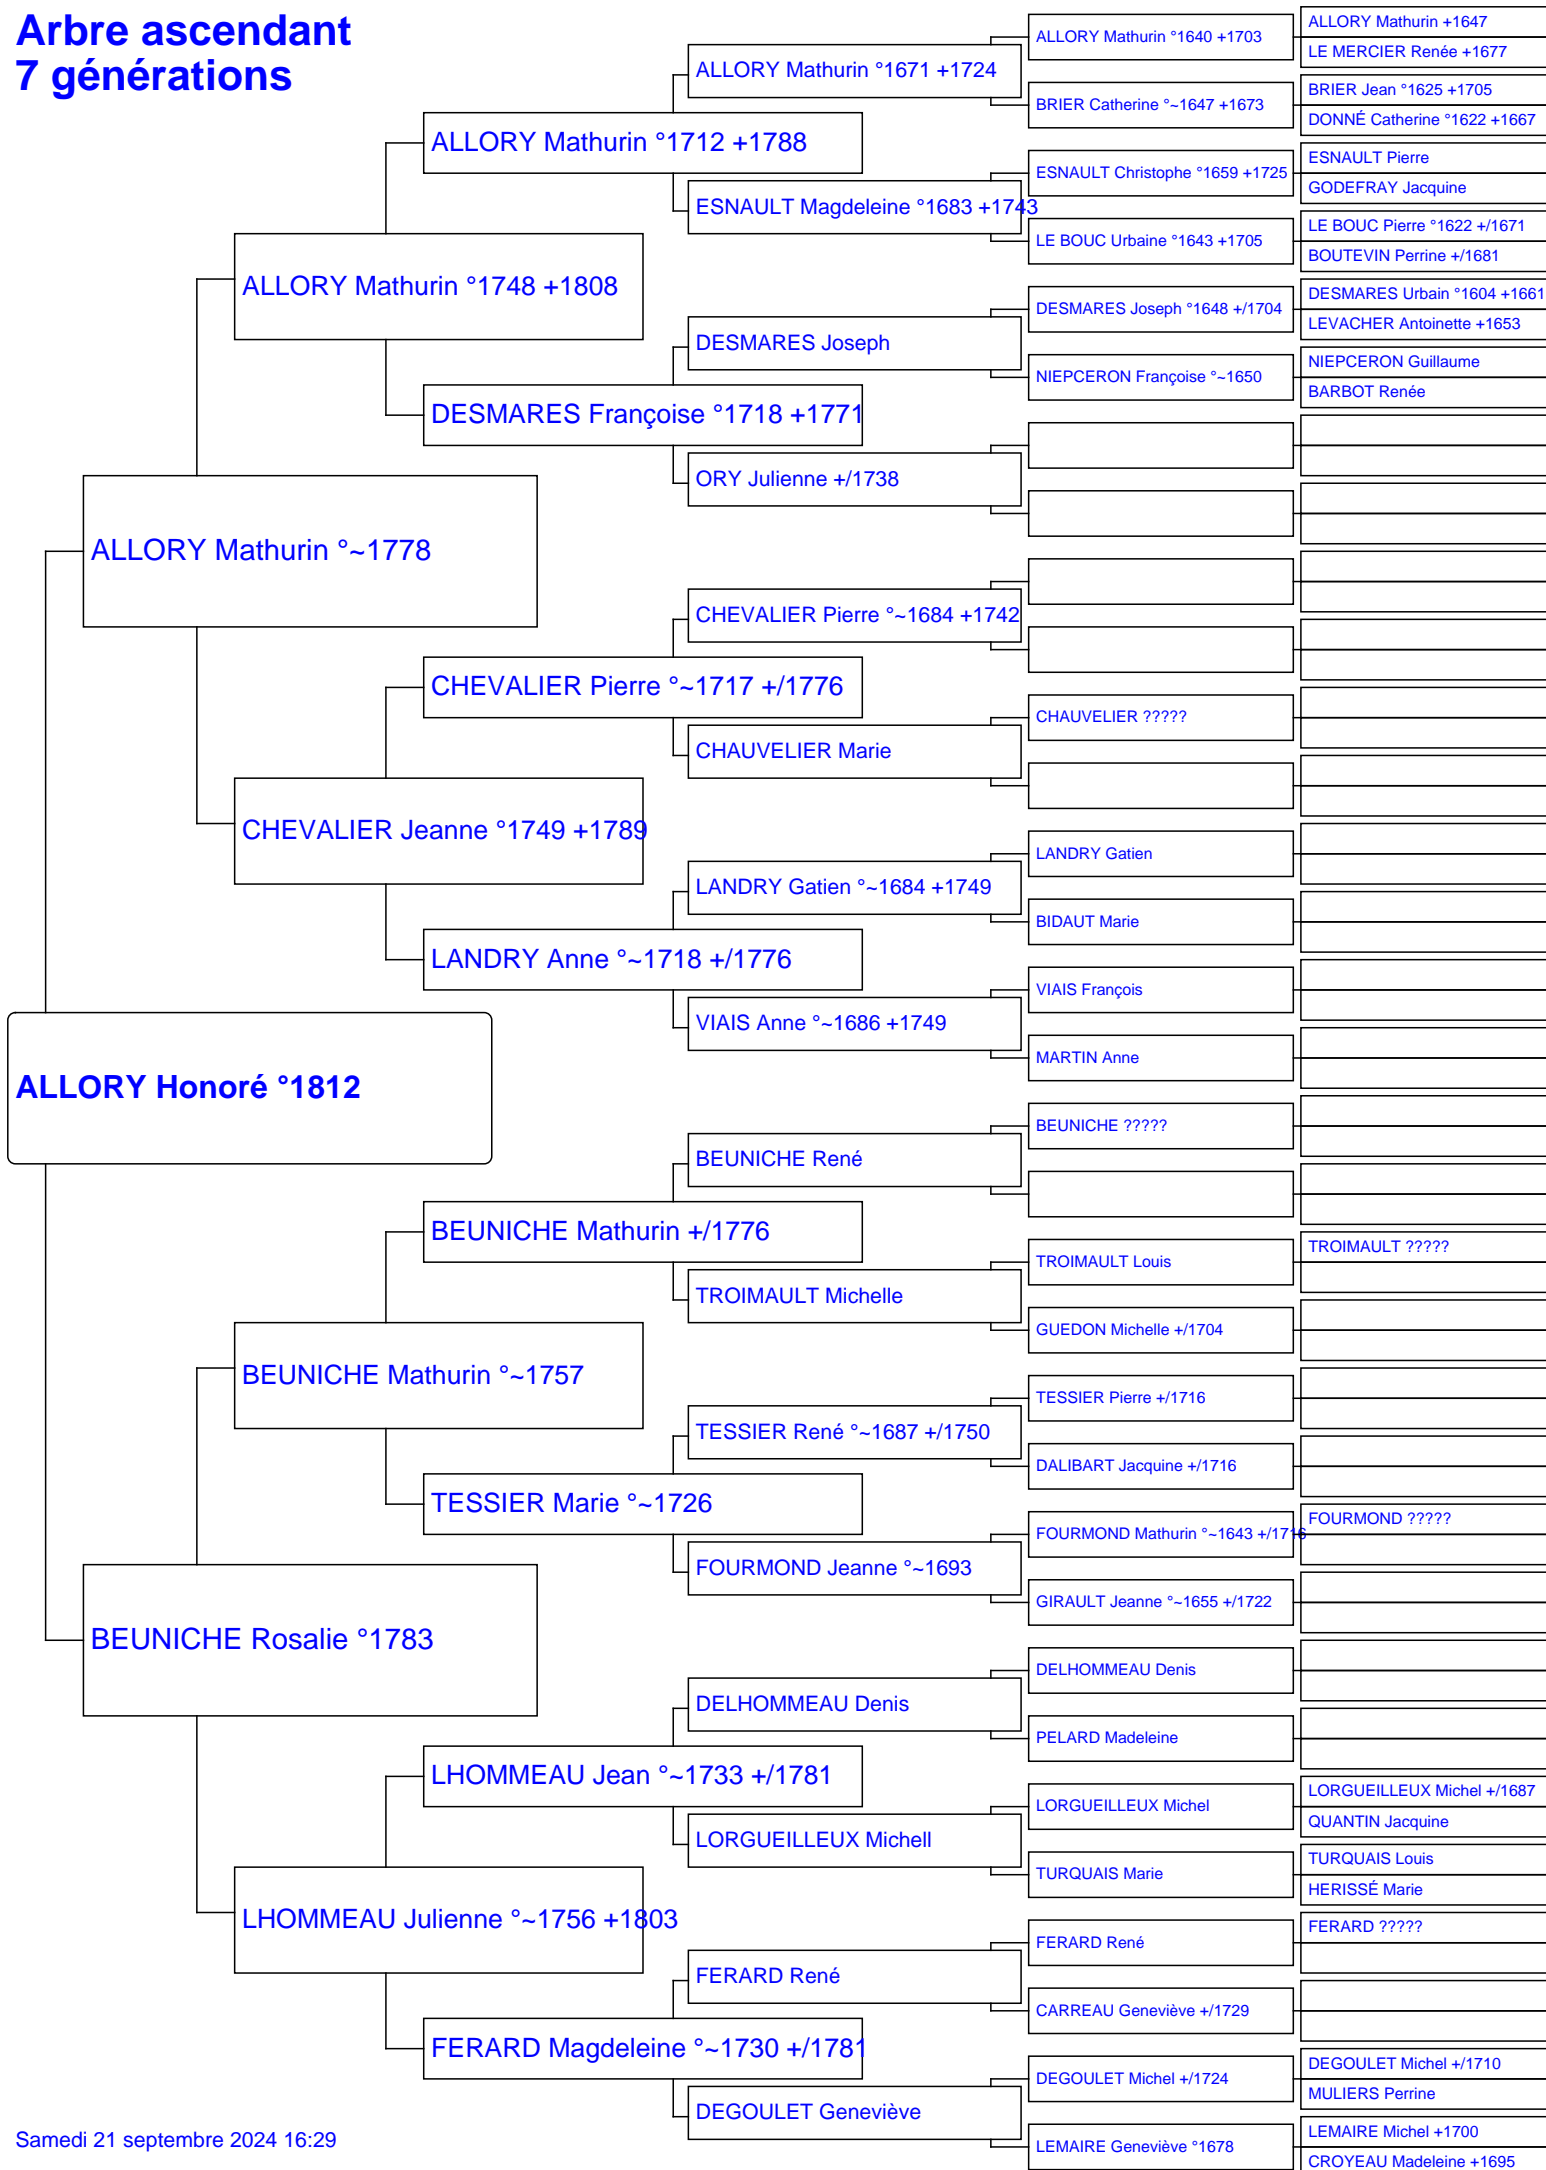 Arbre ascendant
7 générations
ALLORY Honoré °1812
ALLORY Mathurin °~1778
BEUNICHE Rosalie °1783
ALLORY Mathurin °1748 +1808
CHEVALIER Jeanne °1749 +1789
BEUNICHE Mathurin °~1757
LHOMMEAU Julienne °~1756 +1803
ALLORY Mathurin °1712 +1788
DESMARES Françoise °1718 +1771
CHEVALIER Pierre °~1717 +/1776
LANDRY Anne °~1718 +/1776
BEUNICHE Mathurin +/1776
TESSIER Marie °~1726
LHOMMEAU Jean °~1733 +/1781
FERARD Magdeleine °~1730 +/1781
ALLORY Mathurin °1671 +1724
ESNAULT Magdeleine °1683 +1743
DESMARES Joseph
ORY Julienne +/1738
CHEVALIER Pierre °~1684 +1742
CHAUVELIER Marie
LANDRY Gatien °~1684 +1749
VIAIS Anne °~1686 +1749
BEUNICHE René
TROIMAULT Michelle
TESSIER René °~1687 +/1750
FOURMOND Jeanne °~1693
DELHOMMEAU Denis
LORGUEILLEUX Michell
FERARD René
DEGOULET Geneviève
ALLORY Mathurin °1640 +1703
BRIER Catherine °~1647 +1673
ESNAULT Christophe °1659 +1725
LE BOUC Urbaine °1643 +1705
DESMARES Joseph °1648 +/1704
NIEPCERON Françoise °~1650
CHAUVELIER ?????
LANDRY Gatien
BIDAUT Marie
VIAIS François
MARTIN Anne
BEUNICHE ?????
TROIMAULT Louis
GUEDON Michelle +/1704
TESSIER Pierre +/1716
DALIBART Jacquine +/1716
FOURMOND Mathurin °~1643 +/1716
GIRAULT Jeanne °~1655 +/1722
DELHOMMEAU Denis
PELARD Madeleine
LORGUEILLEUX Michel
TURQUAIS Marie
FERARD René
CARREAU Geneviève +/1729
DEGOULET Michel +/1724
LEMAIRE Geneviève °1678
ALLORY Mathurin +1647
LE MERCIER Renée +1677
BRIER Jean °1625 +1705
DONNÉ Catherine °1622 +1667
ESNAULT Pierre
GODEFRAY Jacquine
LE BOUC Pierre °1622 +/1671
BOUTEVIN Perrine +/1681
DESMARES Urbain °1604 +1661
LEVACHER Antoinette +1653
NIEPCERON Guillaume
BARBOT Renée
TROIMAULT ?????
FOURMOND ?????
LORGUEILLEUX Michel +/1687
QUANTIN Jacquine
TURQUAIS Louis
HERISSÉ Marie
FERARD ?????
DEGOULET Michel +/1710
MULIERS Perrine
LEMAIRE Michel +1700
CROYEAU Madeleine +1695
Samedi 21 septembre 2024 16:29